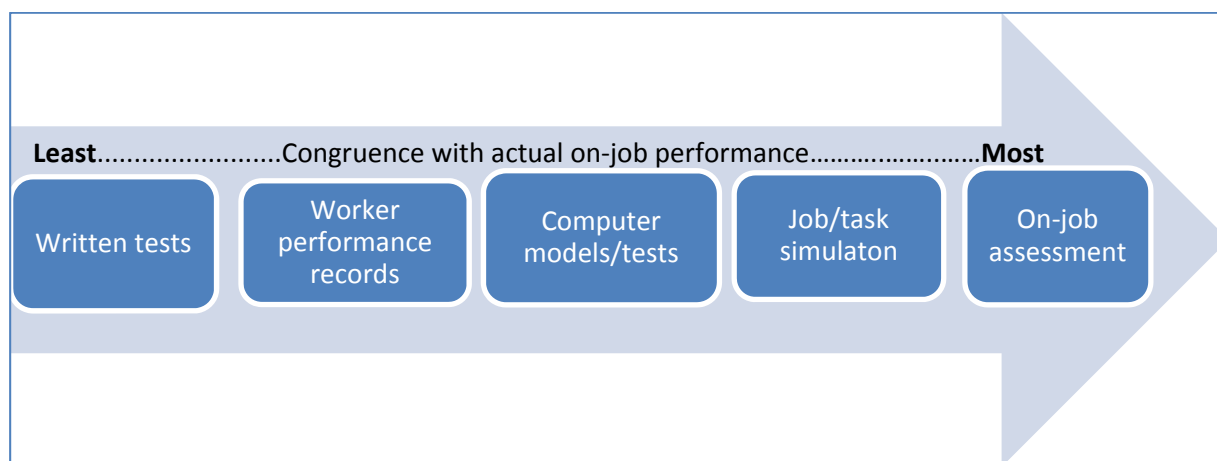 Least.........................Congruence with actual on-job performance…………..……..……Most
Written tests
Worker
performance
records
Computer
models/tests
Job/task
simulaton
On-job
assessment